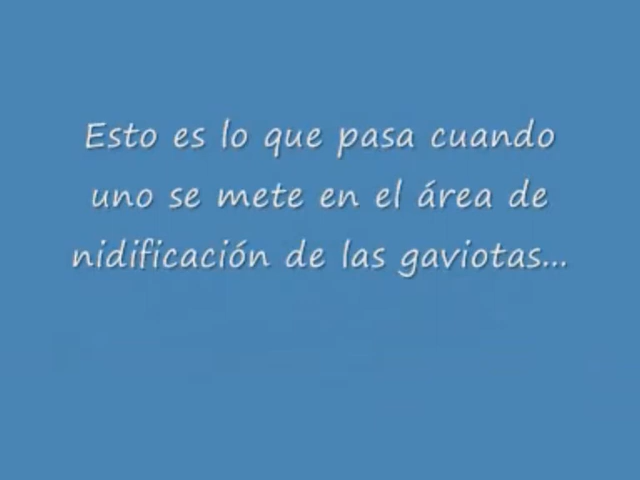 Esto es lo que pasa cuando
uno se mete en el área de
nidificación de las gaviotas...